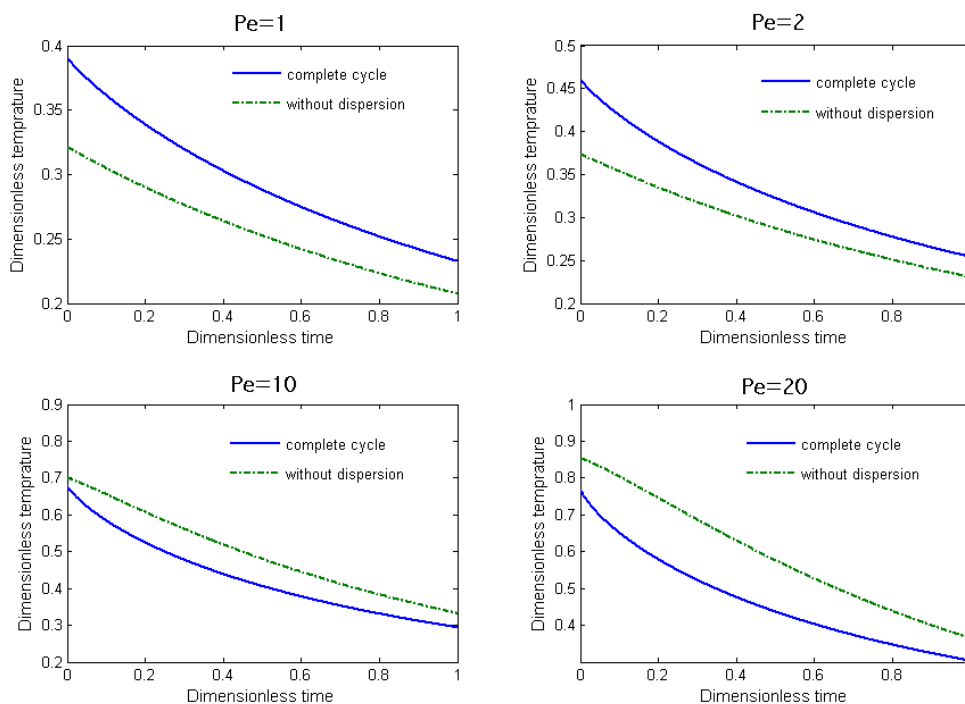 Pe=1
0.4
0.35
0.3
0.25
0.2
Dimensionless temprature
complete cycle
without dispersion
0 0.2 0.4 0.6 0.8 1
Dimensionless time
Pe=2
0.5
0.45
0.4
0.35
0.3
0.25
0.2
Dimensionless temprature
complete cycle
without dispersion
0 0.2 0.4 0.6 0.8
Dimensionless time
Pe=10
0.9
0.8
0.7
0.6
0.5
0.4
0.3
0.2
Dimensionless temprature
complete cycle
without dispersion
0 0.2 0.4 0.6 0.8 1
Dimensionless time
Pe=20
1
0.9
0.8
0.7
0.6
0.5
0.4
Dimensionless temprature
complete cycle
without dispersion
0 0.2 0.4 0.6 0.8
Dimensionless time